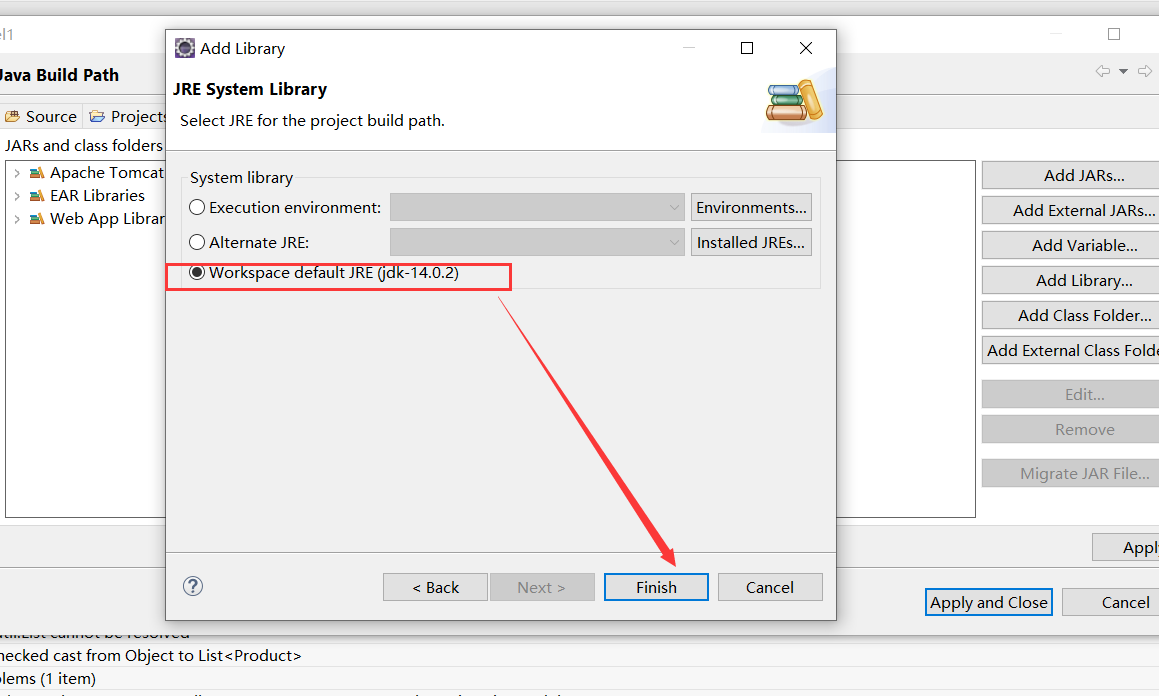 Add Library
Java Build Path
JRE System Library
Select JRE for the project build path.
Source
Projects
JARs and class folders
Apache Tomcat
EAR Libraries
Web App Librar
System library
Execution environment:
Environments...
Alternate JRE:
Installed JREs...
Workspace default JRE (jdk-14.0.2)
< Back
Next >
Finish
Cancel
Add JARs...
Add External JARs...
Add Variable...
Add Library...
Add Class Folder...
Add External Class Folde
Edit...
Remove
Migrate JAR File...
Apply
Apply and Close
Cancel
util.List cannot be resolved
hecked cast from Object to List<Product>
blems (1 item)